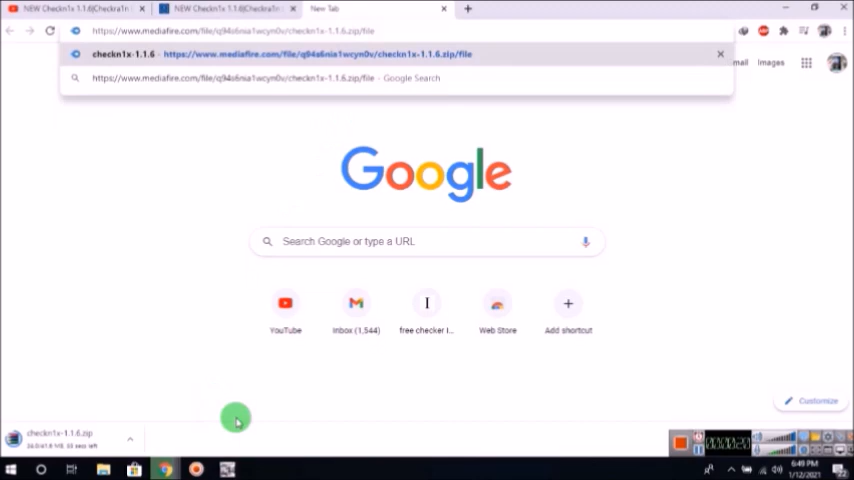 NEW Checkn1x 1.1.6|Checkra1n
NEW Checkn1x 1.1.6|Checkra1n
New Tab
https://www.mediafire.com/file/q94a6nia1wcyn0v/checkn1x-1.1.6.zip/file
checkn1x-1.1.6 - https://www.mediafire.com/file/q94a6nia1wcyn0v/checkn1x-1.1.6.zip/file
https://www.mediafire.com/file/q94a6nia1wcyn0v/checkn1x-1.1.6.zip/file - Google Search
mail Images
Google
Search Google or type a URL
YouTube
Inbox (1,544)
free checker I...
Web Store
Add shortcut
Customize
checkn1x-1.1.6.zip
6:49 PM
1/12/2021